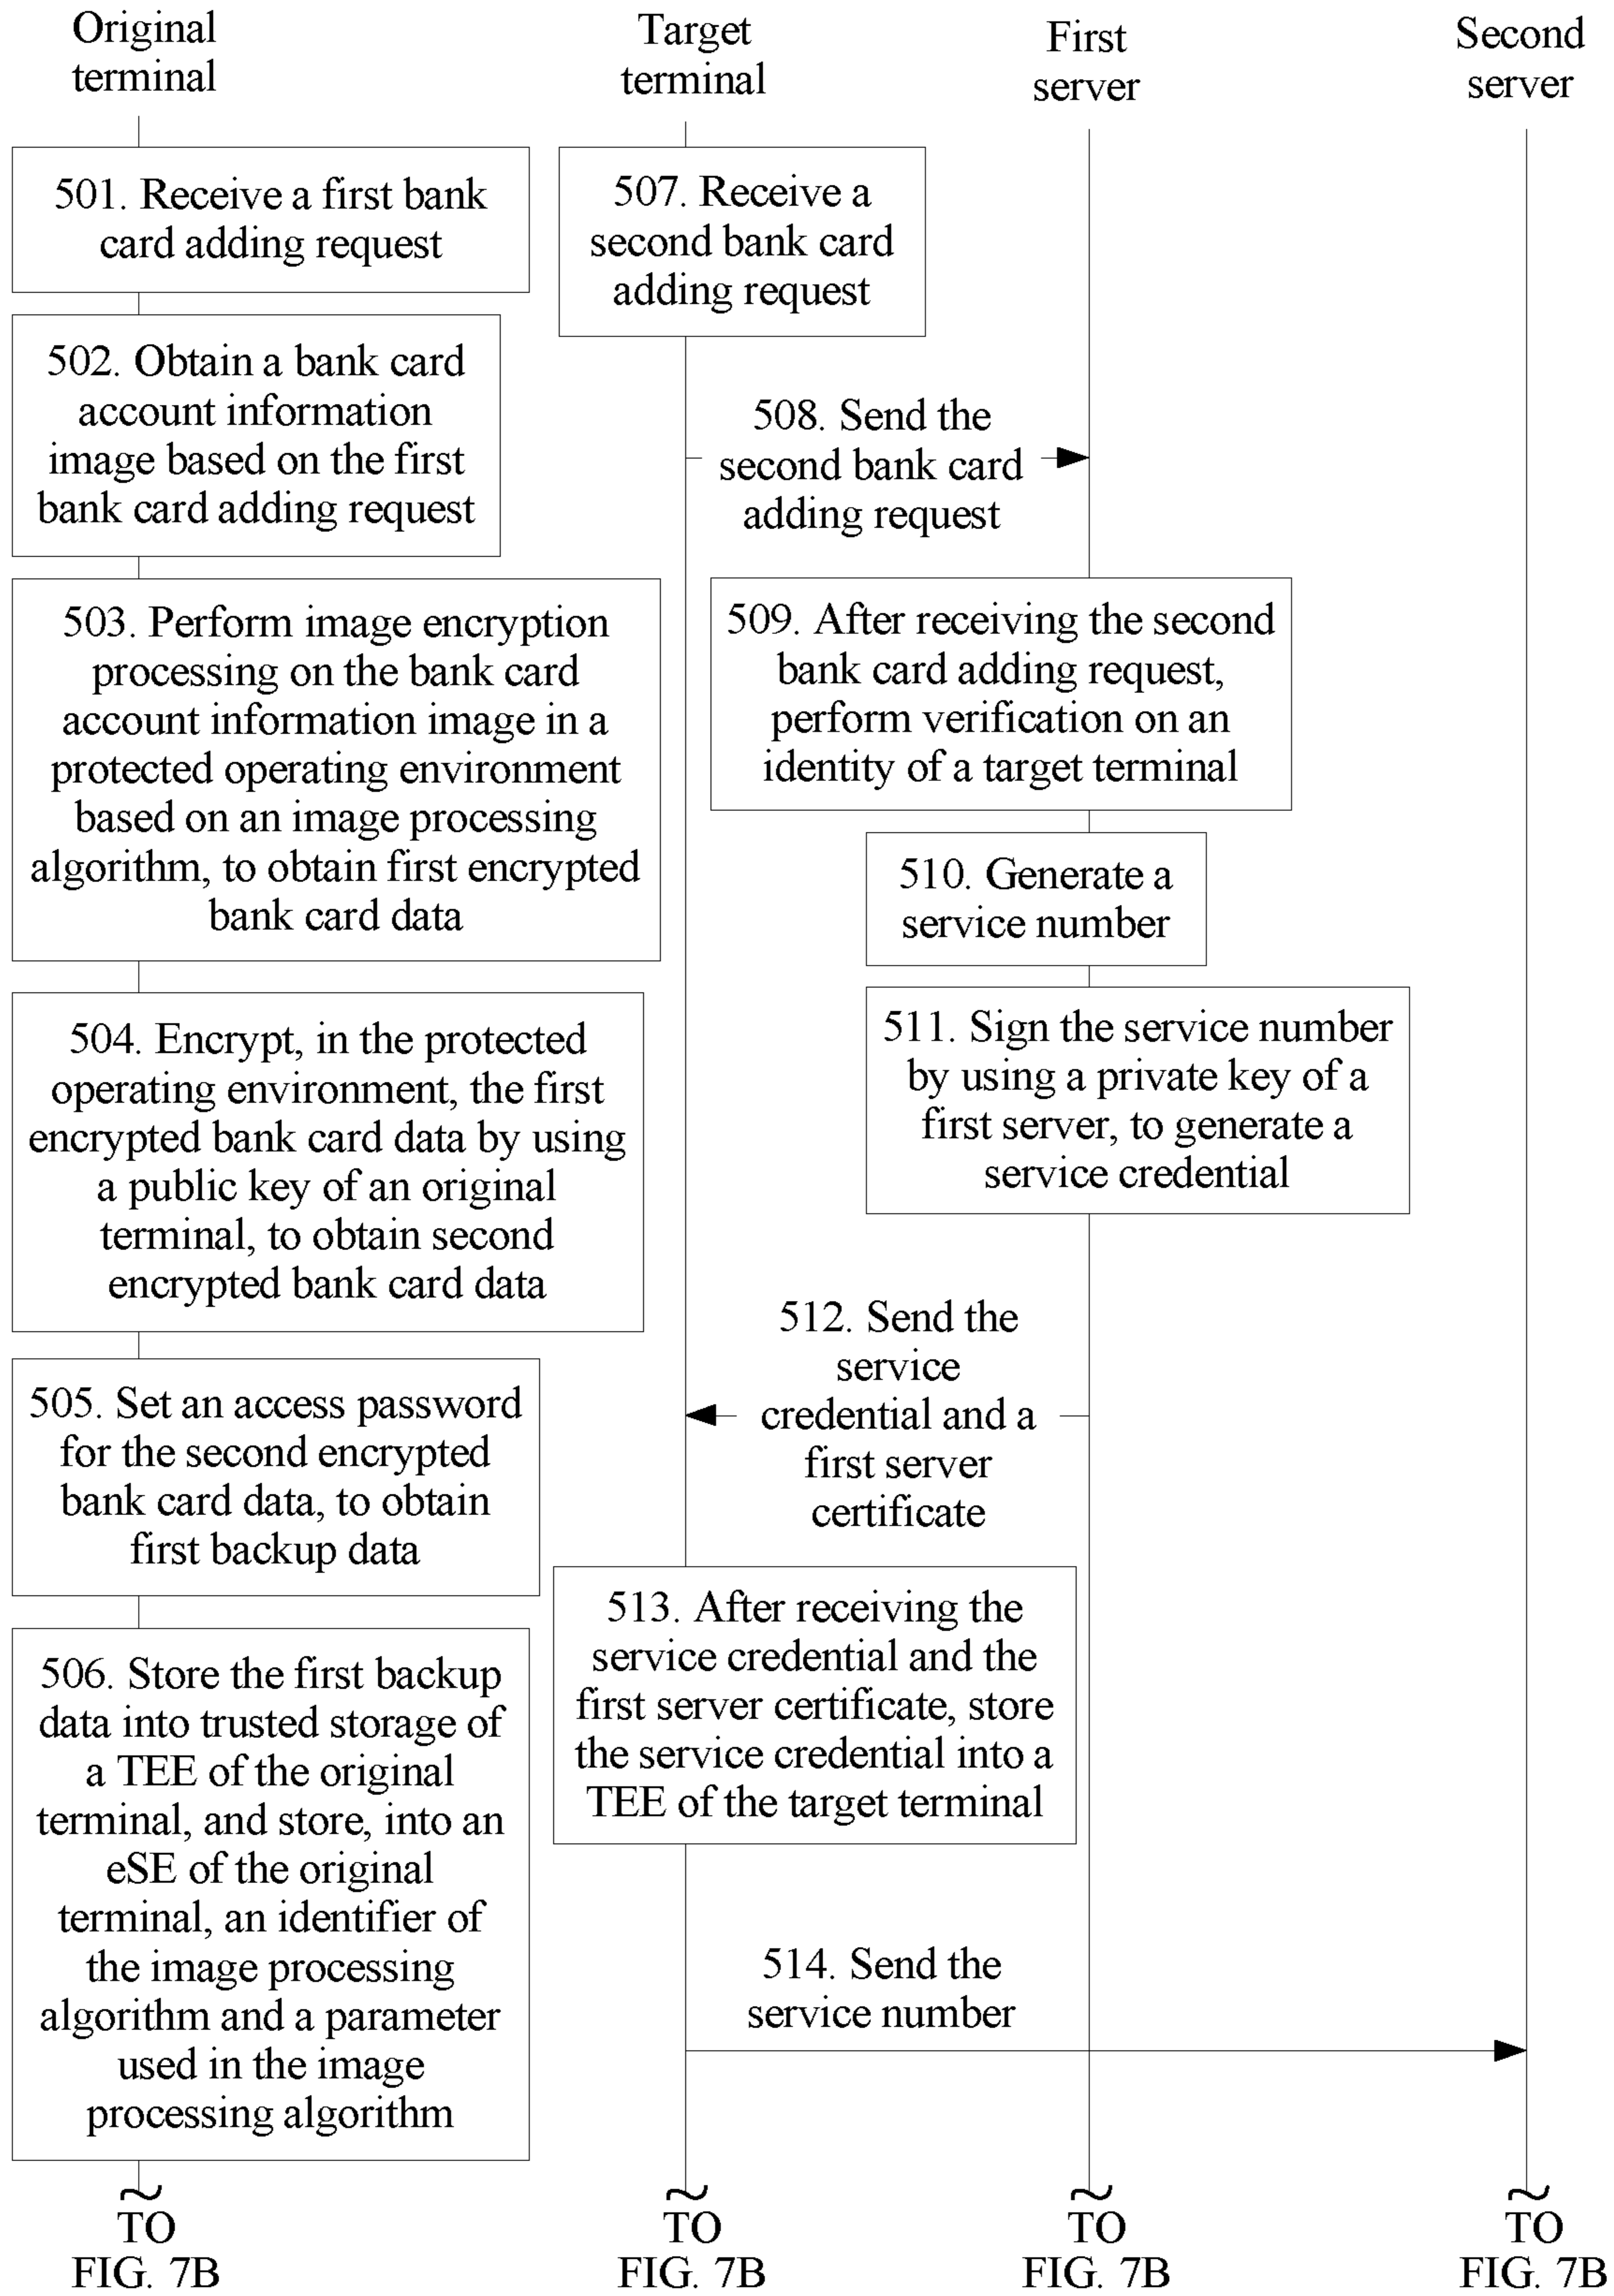 Original
terminal
Target
terminal
First
server
Second
server
501. Receive a first bank
card adding request
502. Obtain a bank card
account information
image based on the first
bank card adding request
503. Perform image encryption
processing on the bank card
account information image in a
protected operating environment
based on an image processing
algorithm, to obtain first encrypted
bank card data
504. Encrypt, in the protected
operating environment, the first
encrypted bank card data by using
a public key of an original
terminal, to obtain second
encrypted bank card data
505. Set an access password
for the second encrypted
bank card data, to obtain
first backup data
506. Store the first backup
data into trusted storage of
a TEE of the original
terminal, and store, into an
eSE of the original
terminal, an identifier of
the image processing
algorithm and a parameter
used in the image
processing algorithm
507. Receive a
second bank card
adding request
508. Send the
second bank card
adding request
509. After receiving the second
bank card adding request,
perform verification on an
identity of a target terminal
510. Generate a
service number
511. Sign the service number
by using a private key of a
first server, to generate a
service credential
512. Send the
service
credential and a
first server
certificate
513. After receiving the
service credential and the
first server certificate, store
the service credential into a
TEE of the target terminal
514. Send the
service number
TO
FIG. 7B
TO
FIG. 7B
TO
FIG. 7B
TO
FIG. 7B